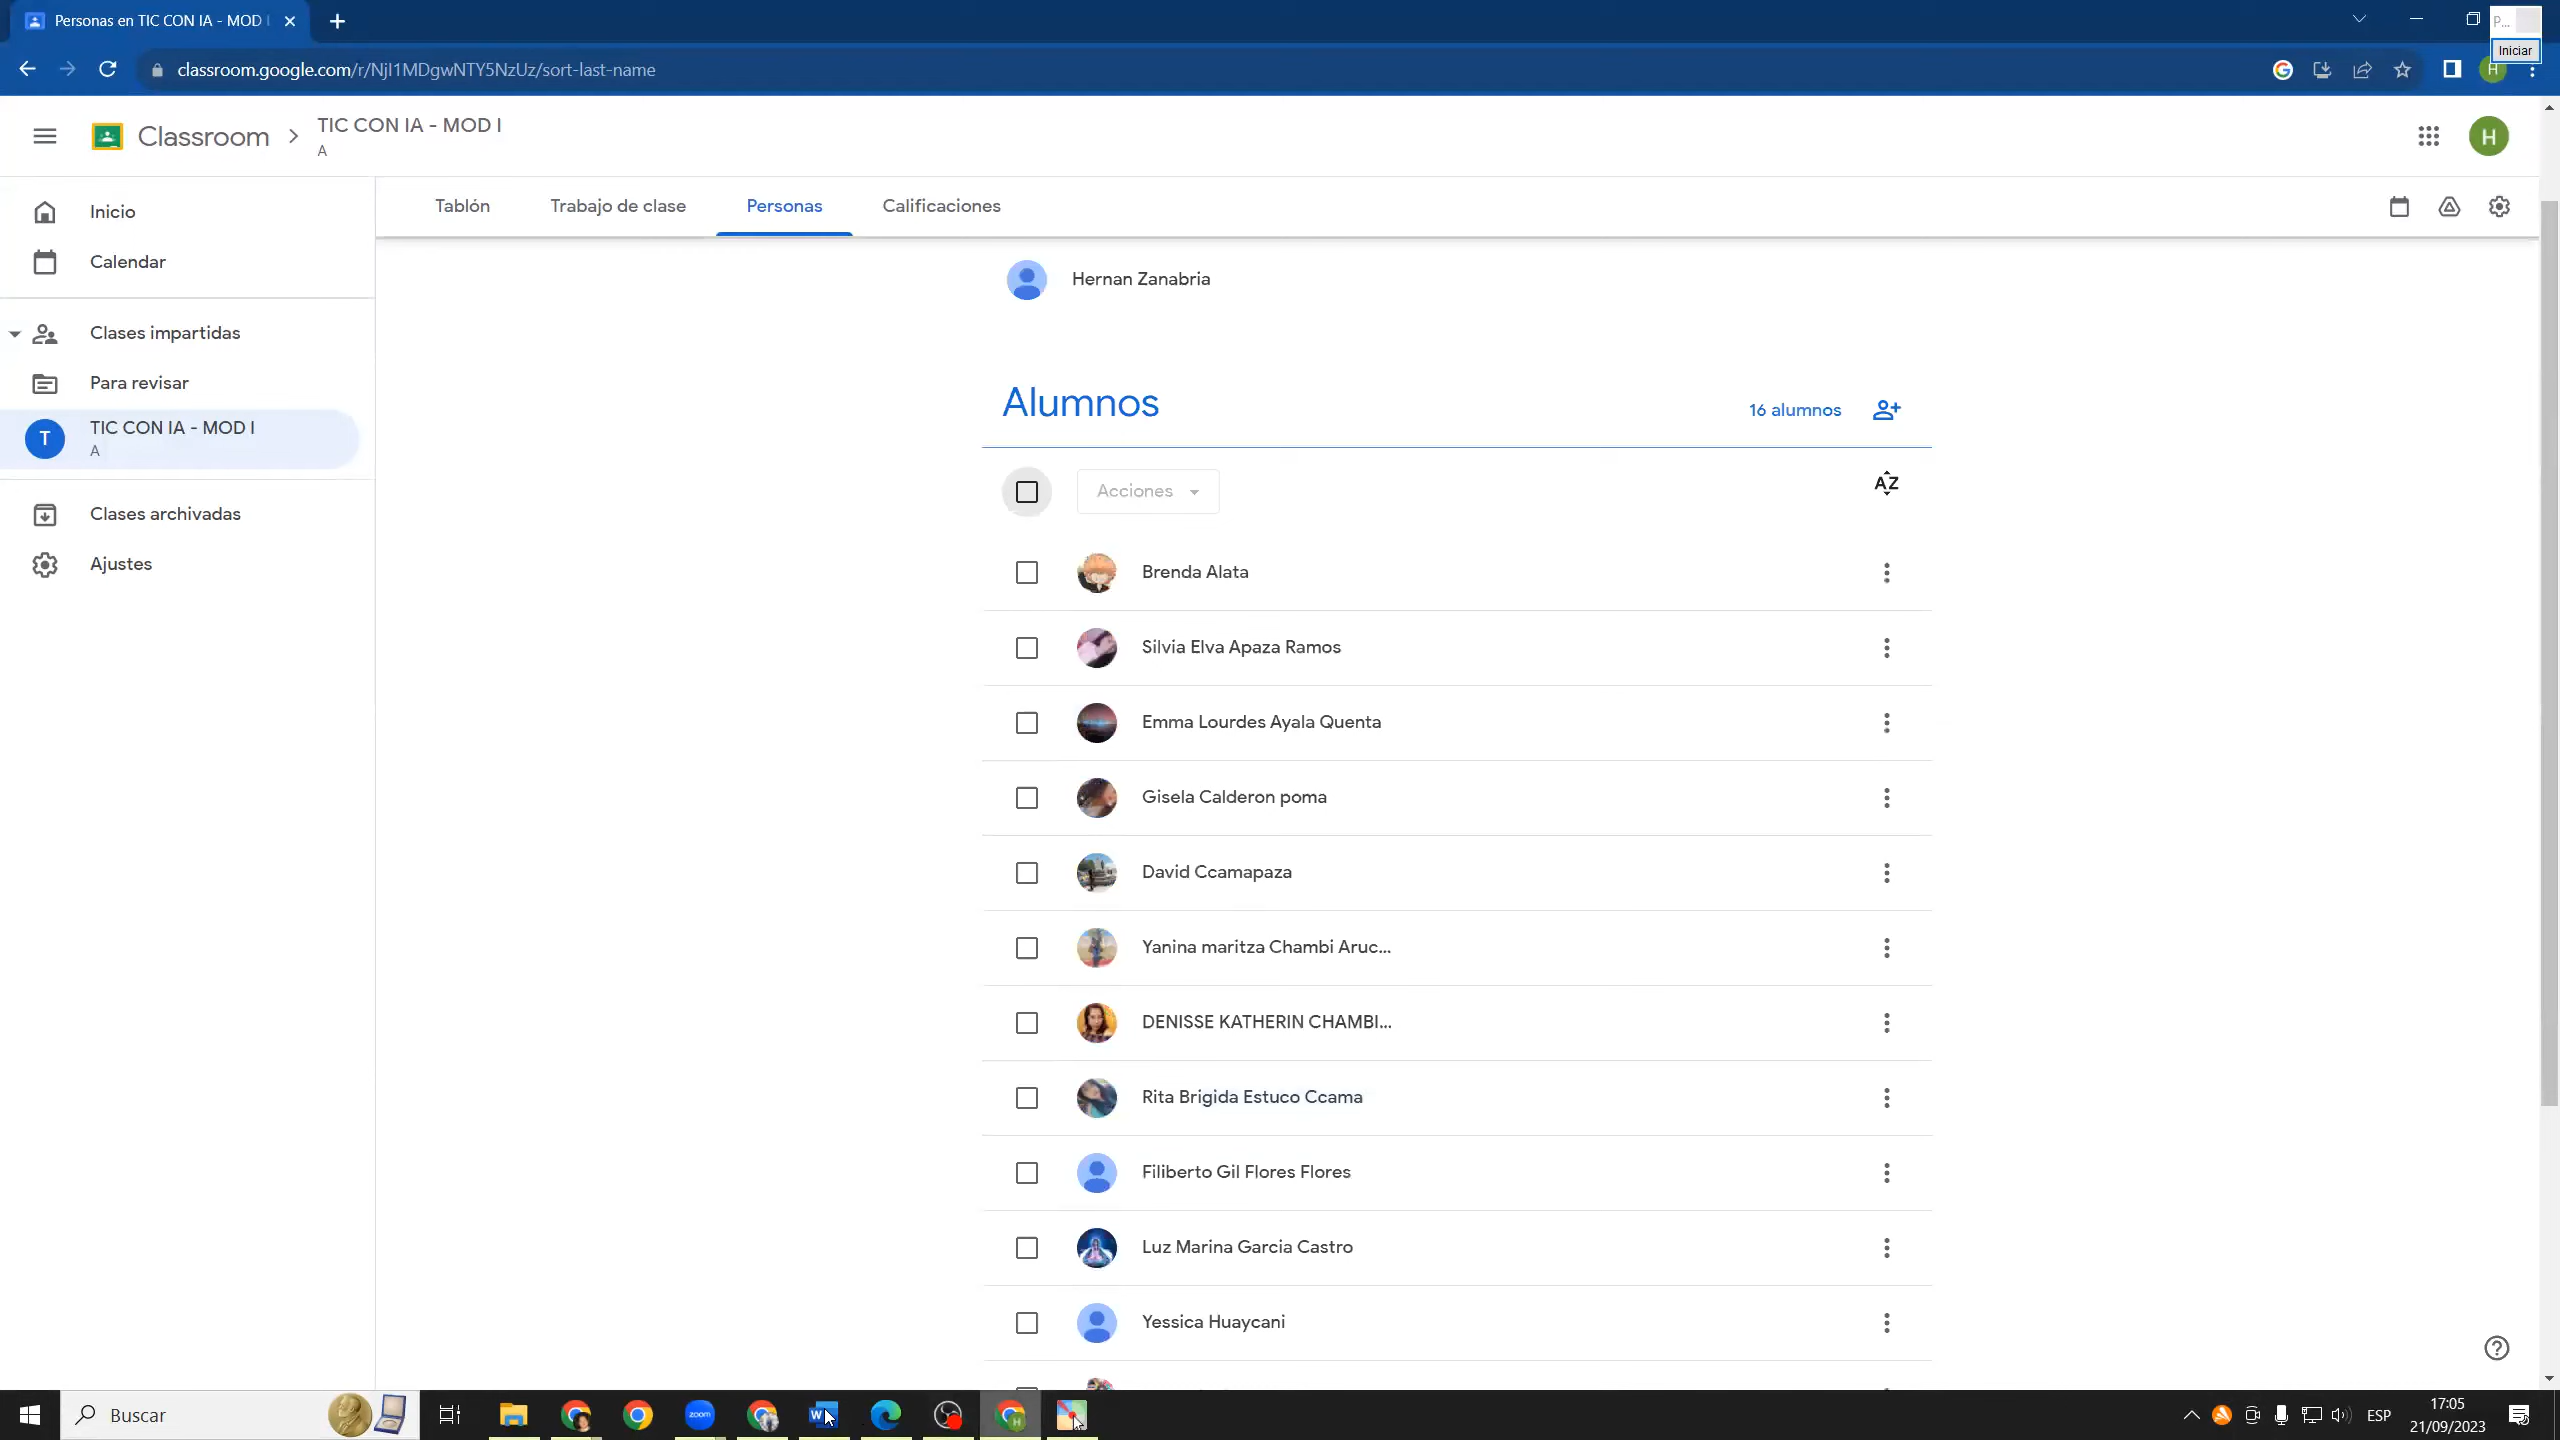 Personas en TIC CON IA - MOD I
P...
Iniciar
classroom.google.com/r/NjI1MDgwNTY5NzUz/sort-last-name
H
Classroom
TIC CON IA - MOD I
A
H
Inicio
Calendar
Clases impartidas
Para revisar
T
TIC CON IA - MOD I
A
Clases archivadas
Ajustes
Tablón
Trabajo de clase
Personas
Calificaciones
Hernan Zanabria
Alumnos
16 alumnos
Acciones
AZ
Brenda Alata
Silvia Elva Apaza Ramos
Emma Lourdes Ayala Quenta
Gisela Calderon poma
David Ccamapaza
Yanina maritza Chambi Aruc...
DENISSE KATHERIN CHAMBI...
Rita Brigida Estuco Ccama
Filiberto Gil Flores Flores
Luz Marina Garcia Castro
Yessica Huaycani
Buscar
zoom
W
H
ESP
17:05
21/09/2023